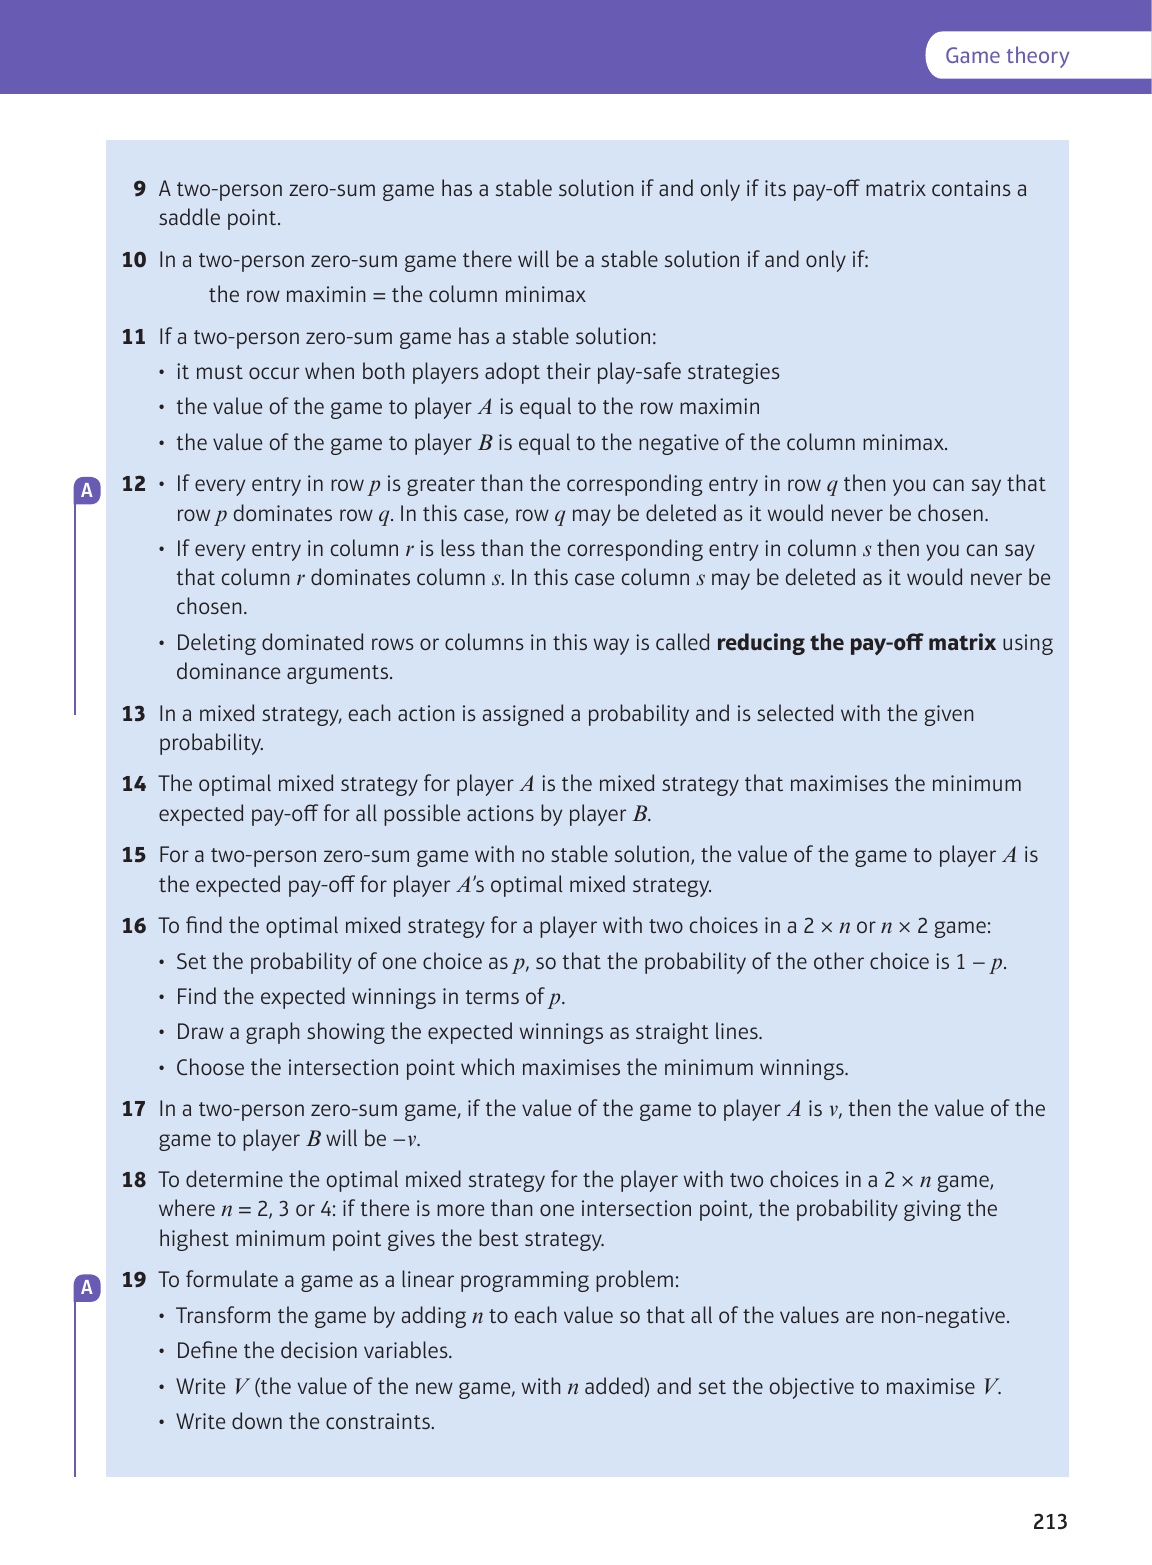 Game theory
9 A two-person zero-sum game has a stable solution if and only if its pay-off matrix contains a
saddle point.
10 In a two-person zero-sum game there will be a stable solution if and only if:
the row maximin = the column minimax
11 If a two-person zero-sum game has a stable solution:
• it must occur when both players adopt their play-safe strategies
• the value of the game to player A is equal to the row maximin
• the value of the game to player B is equal to the negative of the column minimax.
A
12 • If every entry in row p is greater than the corresponding entry in row q then you can say that
row p dominates row q. In this case, row q may be deleted as it would never be chosen.
• If every entry in column r is less than the corresponding entry in column s then you can say
that column r dominates column s. In this case column s may be deleted as it would never be
chosen.
• Deleting dominated rows or columns in this way is called reducing the pay-off matrix using
dominance arguments.
13 In a mixed strategy, each action is assigned a probability and is selected with the given
probability.
14 The optimal mixed strategy for player A is the mixed strategy that maximises the minimum
expected pay-off for all possible actions by player B.
15 For a two-person zero-sum game with no stable solution, the value of the game to player A is
the expected pay-off for player A's optimal mixed strategy.
16 To find the optimal mixed strategy for a player with two choices in a 2 × n or n × 2 game:
• Set the probability of one choice as p, so that the probability of the other choice is 1 – p.
• Find the expected winnings in terms of p.
• Draw a graph showing the expected winnings as straight lines.
• Choose the intersection point which maximises the minimum winnings.
17 In a two-person zero-sum game, if the value of the game to player A is v, then the value of the
game to player B will be –v.
18 To determine the optimal mixed strategy for the player with two choices in a 2 × n game,
where n = 2, 3 or 4: if there is more than one intersection point, the probability giving the
highest minimum point gives the best strategy.
A
19 To formulate a game as a linear programming problem:
• Transform the game by adding n to each value so that all of the values are non-negative.
• Define the decision variables.
• Write V (the value of the new game, with n added) and set the objective to maximise V.
• Write down the constraints.
213